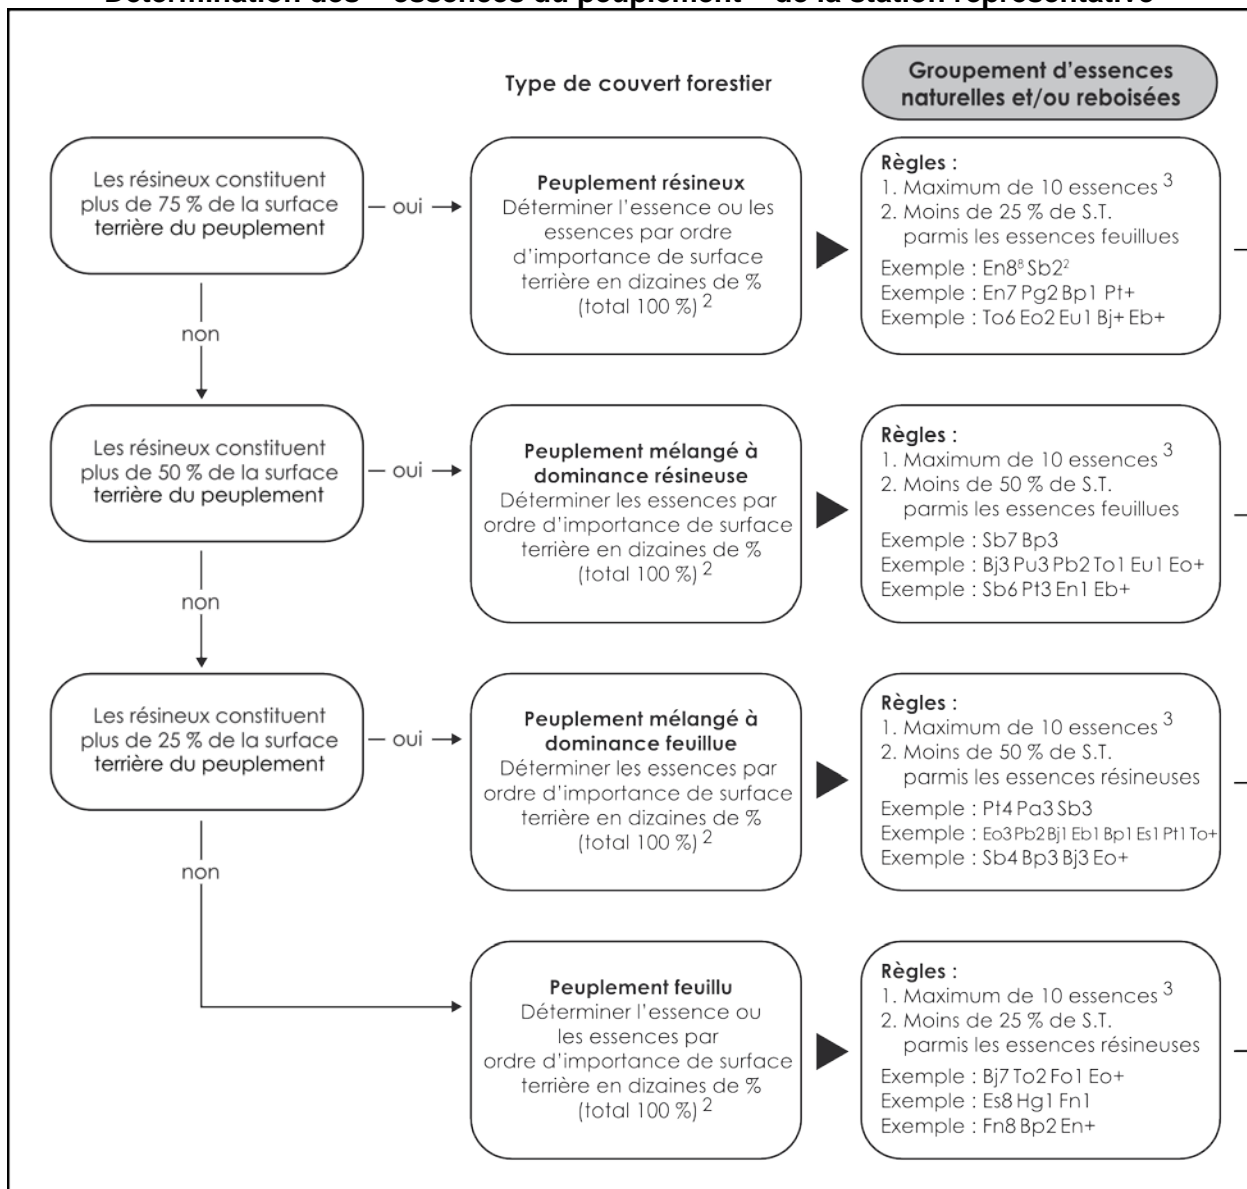 Détermination des « essences du peuplement » de la station représentative
Type de couvert forestier
Groupement d'essences
naturelles et/ou reboisées
Les résineux constituent
plus de 75 % de la surface
terrière du peuplement
oui
Peuplement résineux
Déterminer l'essence ou les
essences par ordre
d'importance de surface
terrière en dizaines de %
(total 100 %) 2
Règles :
1. Maximum de 10 essences 3
2. Moins de 25 % de S.T.
parmis les essences feuillues
Exemple : En8⁸ Sb2²
Exemple : En7 Pg2 Bp1 Pt+
Exemple : To6 Eo2 Eu1 Bj+ Eb+
non
Les résineux constituent
plus de 50 % de la surface
terrière du peuplement
oui
Peuplement mélangé à
dominance résineuse
Déterminer les essences par
ordre d'importance de surface
terrière en dizaines de %
(total 100 %) 2
Règles :
1. Maximum de 10 essences 3
2. Moins de 50 % de S.T.
parmis les essences feuillues
Exemple : Sb7 Bp3
Exemple : Bj3 Pu3 Pb2 To1 Eu1 Eo+
Exemple : Sb6 Pt3 En1 Eb+
non
Les résineux constituent
plus de 25 % de la surface
terrière du peuplement
oui
Peuplement mélangé à
dominance feuillue
Déterminer les essences par
ordre d'importance de surface
terrière en dizaines de %
(total 100 %) 2
Règles :
1. Maximum de 10 essences 3
2. Moins de 50 % de S.T.
parmis les essences résineuses
Exemple : Pt4 Pa3 Sb3
Exemple : Eo3 Pb2 Bj1 Eb1 Bp1 Es1 Pt1 To+
Exemple : Sb4 Bp3 Bj3 Eo+
non
Peuplement feuillu
Déterminer l'essence ou
les essences par
ordre d'importance de surface
terrière en dizaines de %
(total 100 %) 2
Règles :
1. Maximum de 10 essences 3
2. Moins de 25 % de S.T.
parmis les essences résineuses
Exemple : Bj7 To2 Fo1 Eo+
Exemple : Es8 Hg1 Fn1
Exemple : Fn8 Bp2 En+